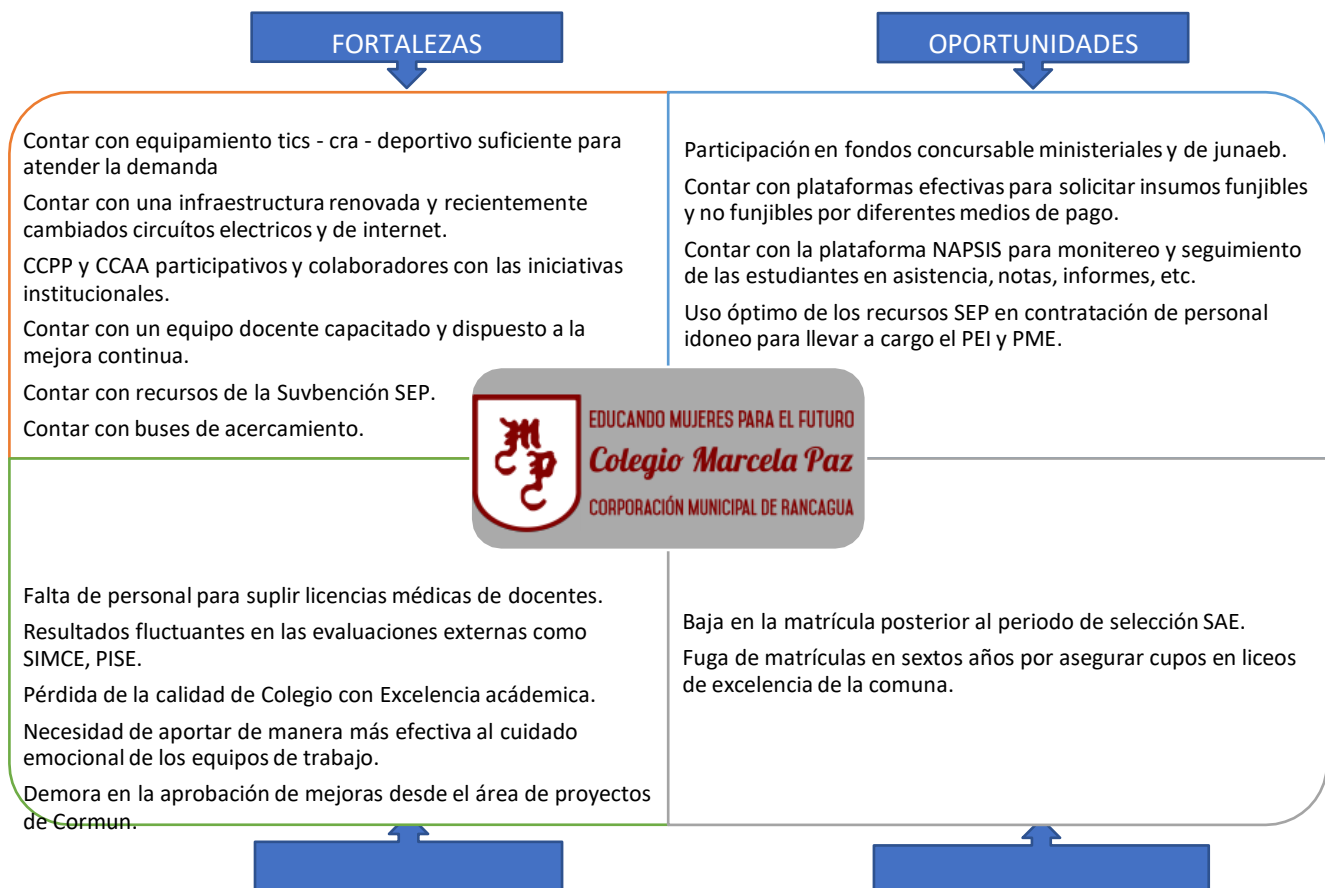 FORTALEZAS
OPORTUNIDADES
Contar con equipamiento tics - cra - deportivo suficiente para
atender la demanda
Contar con una infraestructura renovada y recientemente
cambiados circuítos electricos y de internet.
CCPP y CCAA participativos y colaboradores con las iniciativas
institucionales.
Contar con un equipo docente capacitado y dispuesto a la
mejora continua.
Contar con recursos de la Suvbención SEP.
Contar con buses de acercamiento.
Participación en fondos concursable ministeriales y de junaeb.
Contar con plataformas efectivas para solicitar insumos funjibles
y no funjibles por diferentes medios de pago.
Contar con la plataforma NAPSIS para monitereo y seguimiento
de las estudiantes en asistencia, notas, informes, etc.
Uso óptimo de los recursos SEP en contratación de personal
idoneo para llevar a cargo el PEI y PME.
MCPC
EDUCANDO MUJERES PARA EL FUTURO
Colegio Marcela Paz
CORPORACIÓN MUNICIPAL DE RANCAGUA
Falta de personal para suplir licencias médicas de docentes.
Resultados fluctuantes en las evaluaciones externas como
SIMCE, PISE.
Pérdida de la calidad de Colegio con Excelencia acádemica.
Necesidad de aportar de manera más efectiva al cuidado
emocional de los equipos de trabajo.
Demora en la aprobación de mejoras desde el área de proyectos
de Cormun.
Baja en la matrícula posterior al periodo de selección SAE.
Fuga de matrículas en sextos años por asegurar cupos en liceos
de excelencia de la comuna.